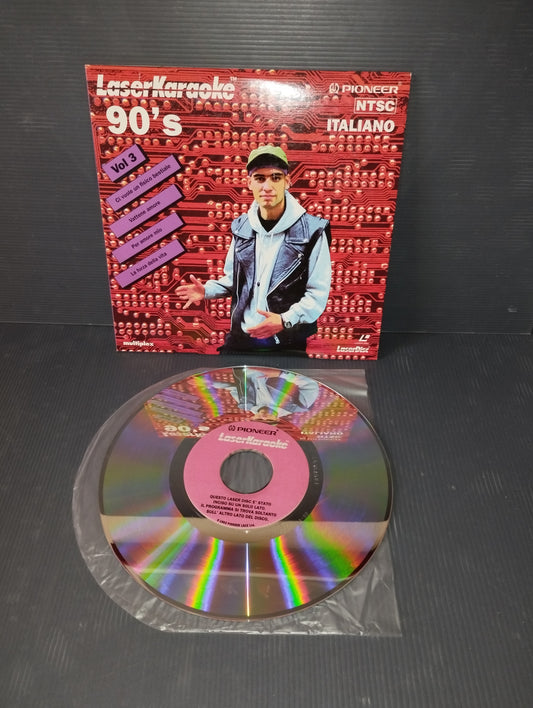 LaserKaraoke™
90's
PIONEER
NTSC
ITALIANO
Vol 3
Ci vuole un fisico bestiale
Vattene amore
Per amore mio
La forza della vita
multiplex
LaserDisc
PIONEER
LaserKaraoke™
QUESTO LASER DISC E' STATO
INCISO SU UN SOLO LATO.
IL PROGRAMMA SI TROVA SOLTANTO
SULL' ALTRO LATO DEL DISCO.